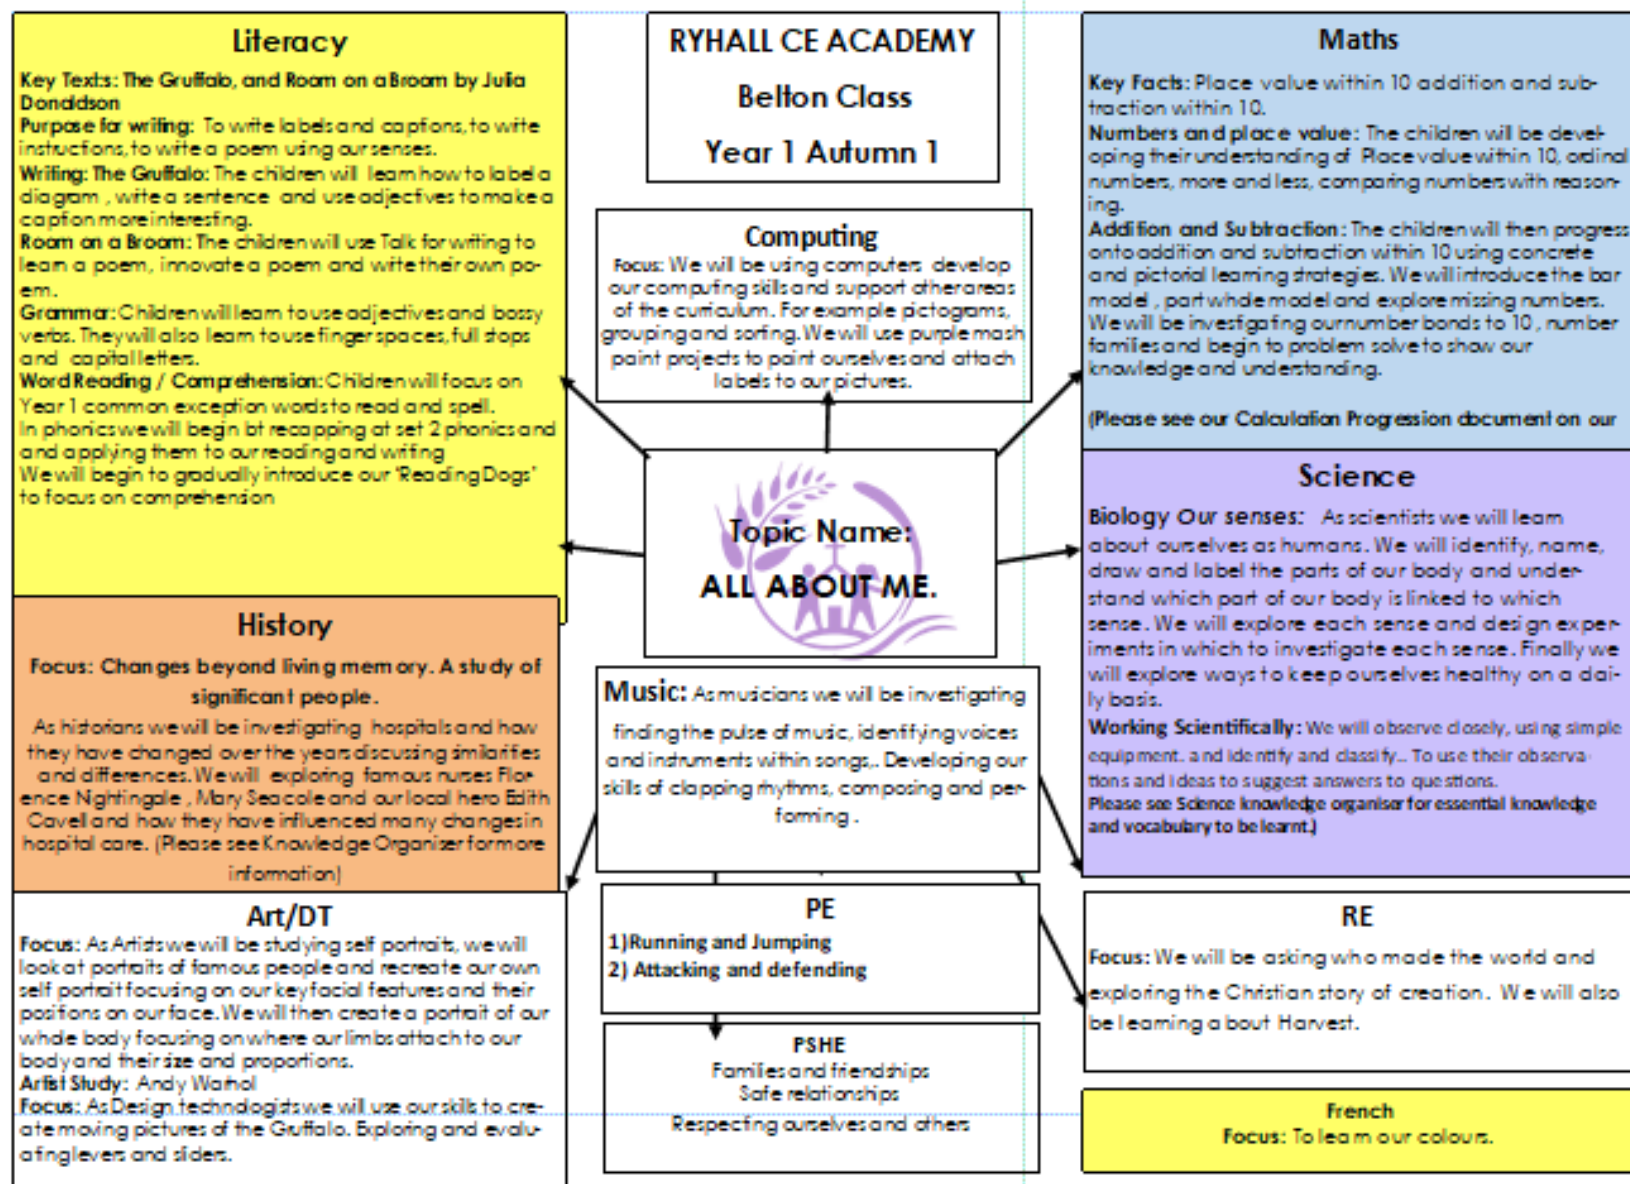 Literacy
Key Texts: The Gruffalo, and Room on a Broom by Julia
Donaldson
Purpose for writing: To write labels and captions, to write
instructions, to write a poem using our senses.
Writing: The Gruffalo: The children will learn how to label a
diagram , write a sentence and use adjectives to make a
caption more interesting.
Room on a Broom: The children will use Talk for writing to
learn a poem, innovate a poem and write their own po-
em.
Grammar: Children will learn to use adjectives and bossy
verbs. They will also learn to use finger spaces, full stops
and capital letters.
Word Reading / Comprehension: Children will focus on
Year 1 common exception words to read and spell.
In phonics we will begin bt recapping at set 2 phonics and
and applying them to our reading and writing
We will begin to gradually introduce our 'Reading Dogs'
to focus on comprehension
RYHALL CE ACADEMY
Belton Class
Year 1 Autumn 1
Computing
Focus: We will be using computers develop
our computing skills and support other areas
of the curriculum. For example pictograms,
grouping and sorting. We will use purple mash
paint projects to paint ourselves and attach
labels to our pictures.
Maths
Key Facts: Place value within 10 addition and sub-
traction within 10.
Numbers and place value: The children will be devel-
oping their understanding of Place value within 10, ordinal
numbers, more and less, comparing numbers with reason-
ing.
Addition and Subtraction: The children will then progress
onto addition and subtraction within 10 using concrete
and pictorial learning strategies. We will introduce the bar
model , part whole model and explore missing numbers.
We will be investigating our number bonds to 10 , number
families and begin to problem solve to show our
knowledge and understanding.
(Please see our Calculation Progression document on our
Topic Name:
ALL ABOUT ME.
Science
Biology Our senses: As scientists we will learn
about ourselves as humans. We will identify, name,
draw and label the parts of our body and under-
stand which part of our body is linked to which
sense. We will explore each sense and design exper-
iments in which to investigate each sense. Finally we
will explore ways to keep ourselves healthy on a dai-
ly basis.
Working Scientifically: We will observe closely, using simple
equipment. and identify and classify.. To use their observa-
tions and ideas to suggest answers to questions.
Please see Science knowledge organiser for essential knowledge
and vocabulary to be learnt.)
History
Focus: Changes beyond living memory. A study of
significant people.
As historians we will be investigating hospitals and how
they have changed over the years discussing similarities
and differences. We will exploring famous nurses Flor-
ence Nightingale , Mary Seacole and our local hero Edith
Cavell and how they have influenced many changes in
hospital care. (Please see Knowledge Organiser for more
information)
Music: As musicians we will be investigating
finding the pulse of music, identifying voices
and instruments within songs,. Developing our
skills of clapping rhythms, composing and per-
forming .
Art/DT
Focus: As Artists we will be studying self portraits, we will
look at portraits of famous people and recreate our own
self portrait focusing on our key facial features and their
positions on our face. We will then create a portrait of our
whole body focusing on where our limbs attach to our
body and their size and proportions.
Artist Study: Andy Warhol
Focus: As Design technologists we will use our skills to cre-
ate moving pictures of the Gruffalo. Exploring and evalu-
ating levers and sliders.
PE
1)Running and Jumping
2) Attacking and defending
PSHE
Families and friendships
Safe relationships
Respecting ourselves and others
RE
Focus: We will be asking who made the world and
exploring the Christian story of creation. We will also
be learning about Harvest.
French
Focus: To learn our colours.